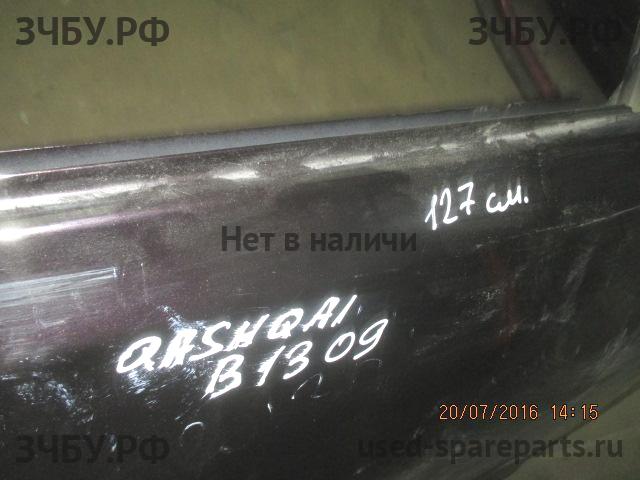 ЗЧБУ.РФ ЗЧБУ.РФ
127 см.
Нет в наличи
QASHQAI
B 13 09
20/07/2016 14:15
ЗЧБУ.РФ used-spareparts.ru